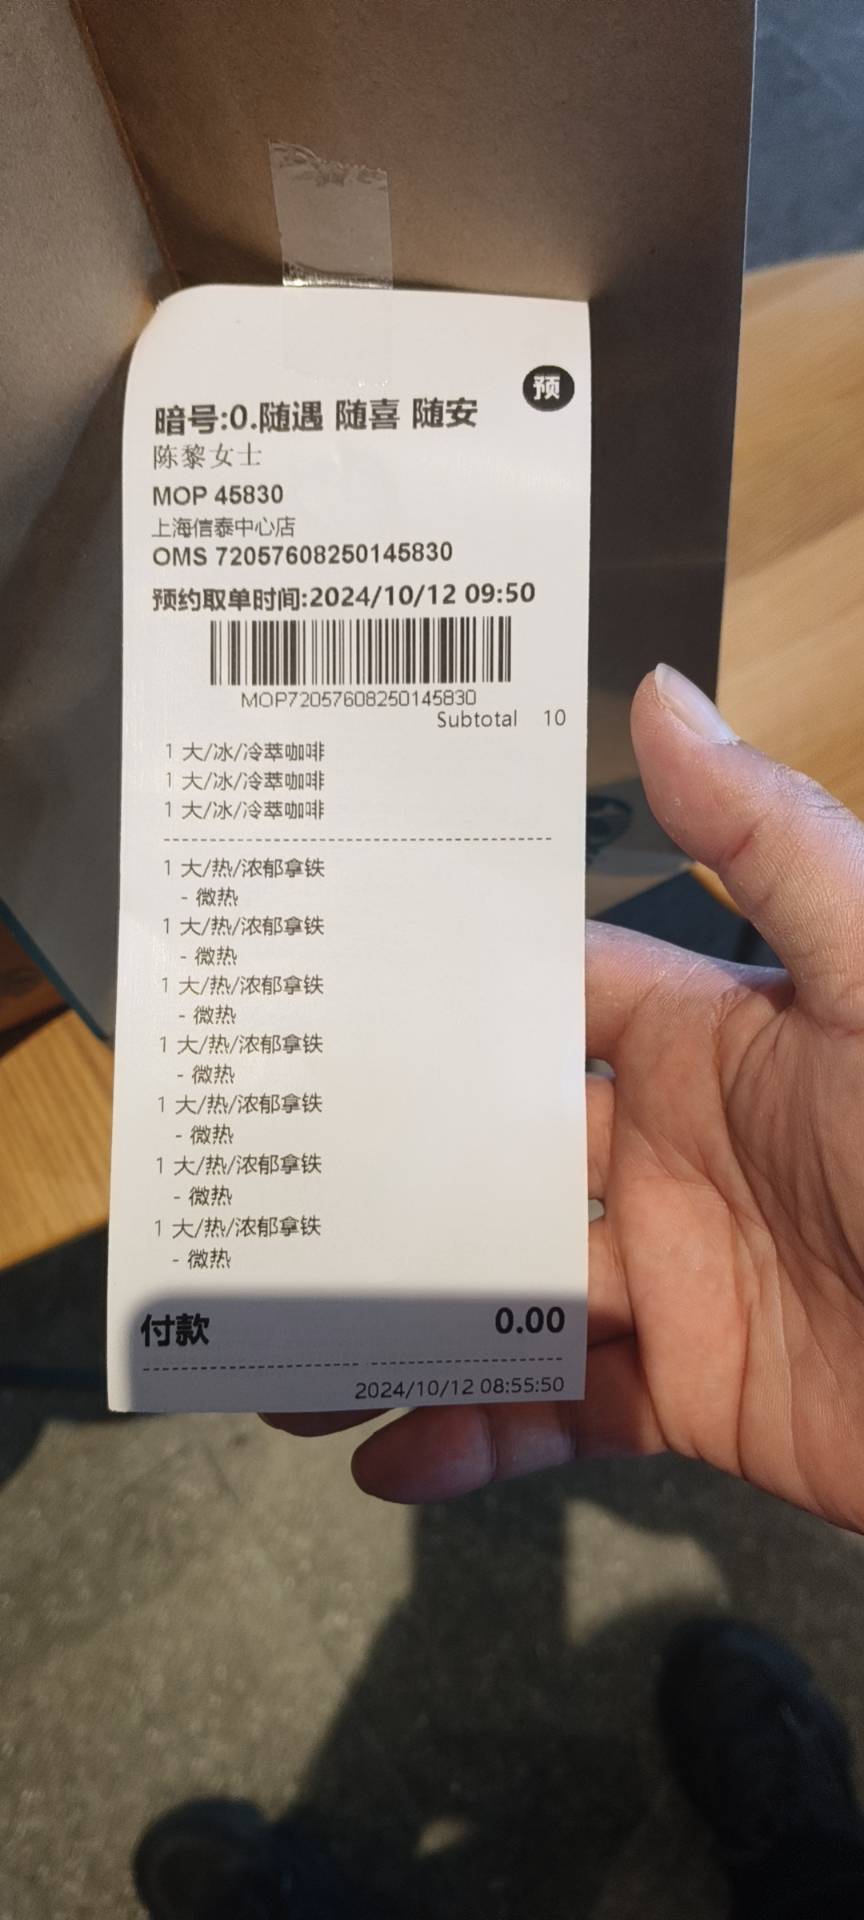 预
暗号:0.随遇 随喜 随安
陈黎女士
MOP 45830
上海信泰中心店
OMS 72057608250145830
预约取单时间:2024/10/12 09:50
MOP72057608250145830
Subtotal 10
1 大/冰/冷萃咖啡
1 大/冰/冷萃咖啡
1 大/冰/冷萃咖啡
1 大/热/浓郁拿铁
- 微热
1 大/热/浓郁拿铁
- 微热
1 大/热/浓郁拿铁
- 微热
1 大/热/浓郁拿铁
- 微热
1 大/热/浓郁拿铁
- 微热
1 大/热/浓郁拿铁
- 微热
1 大/热/浓郁拿铁
- 微热
付款 0.00
2024/10/12 08:55:50